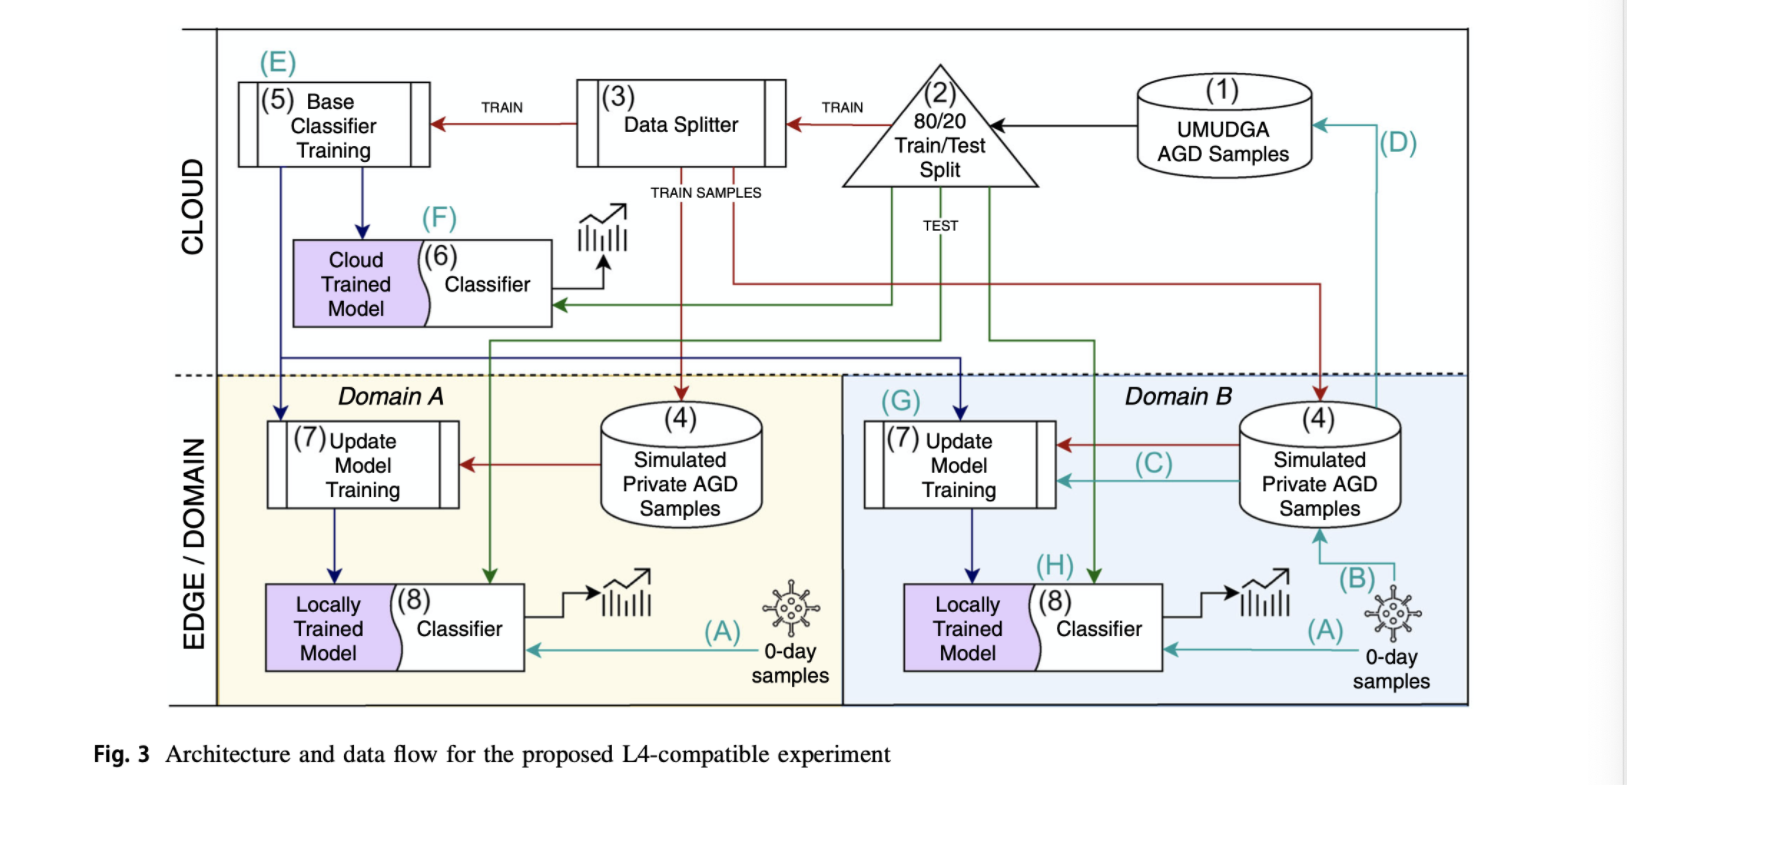 CLOUD
(E)
(5) Base
Classifier
Training
TRAIN
(3)
Data Splitter
TRAIN
(2)
80/20
Train/Test
Split
(1)
UMUDGA
AGD Samples
(D)
TRAIN SAMPLES
TEST
(F)
Cloud
Trained
Model
(6)
Classifier
EDGE / DOMAIN
Domain A
(7) Update
Model
Training
(4)
Simulated
Private AGD
Samples
Locally
Trained
Model
(8)
Classifier
(A)
0-day
samples
Domain B
(G)
(7) Update
Model
Training
(C)
(4)
Simulated
Private AGD
Samples
(H)
Locally
Trained
Model
(8)
Classifier
(B)
(A)
0-day
samples
Fig. 3 Architecture and data flow for the proposed L4-compatible experiment